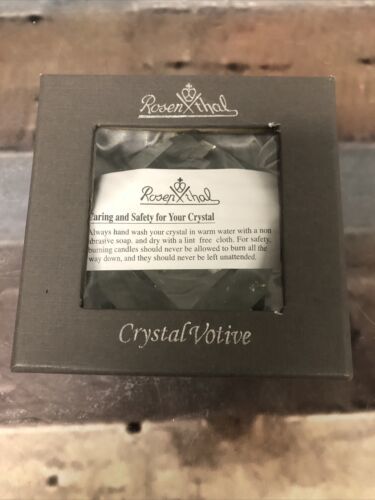 Rosenthal
Rosenthal
Caring and Safety for Your Crystal
Always hand wash your crystal in warm water with a non
abrasive soap, and dry with a lint free cloth. For safety,
burning candles should never be allowed to burn all the
way down, and they should never be left unattended.
Crystal Votive